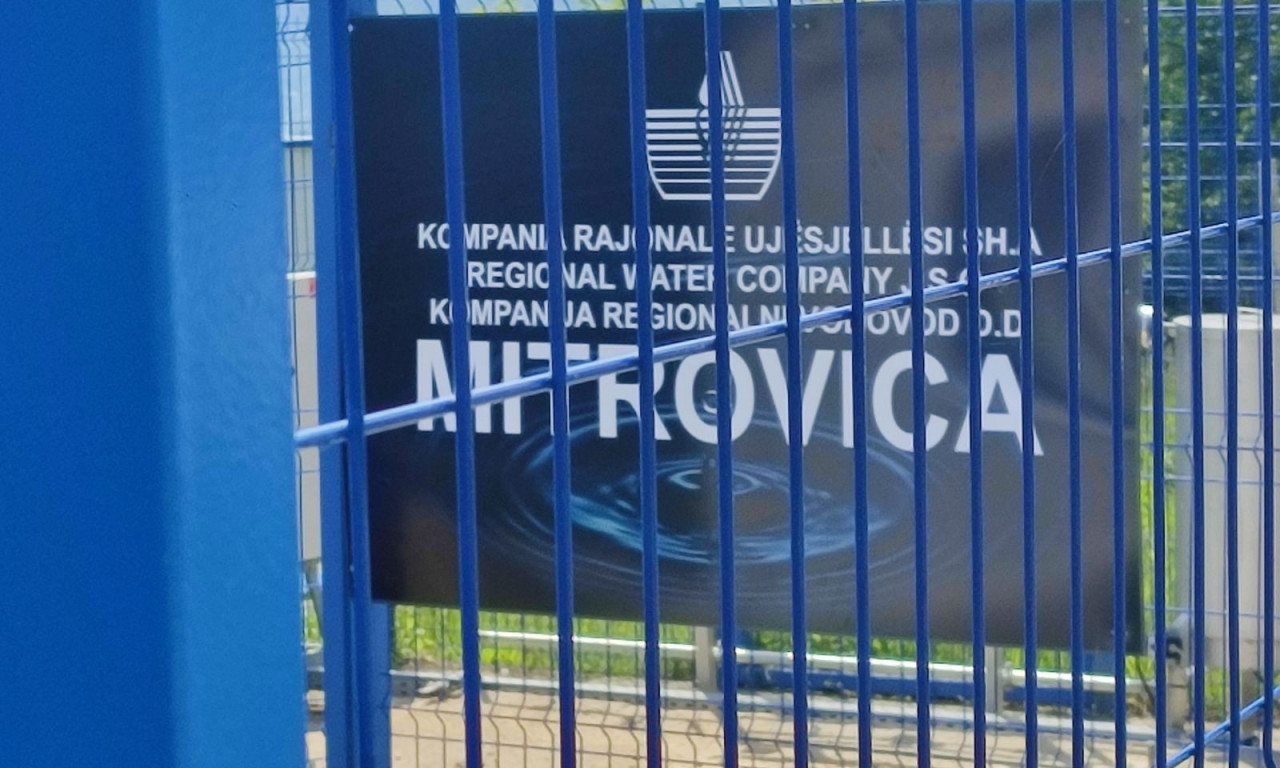 KOMPANIA RAJONALE UJËSJELLËSI SH.A
REGIONAL WATER COMPANY J.S.C
KOMPANIJA REGIONALNI VODOVOD D.D
MITROVICA